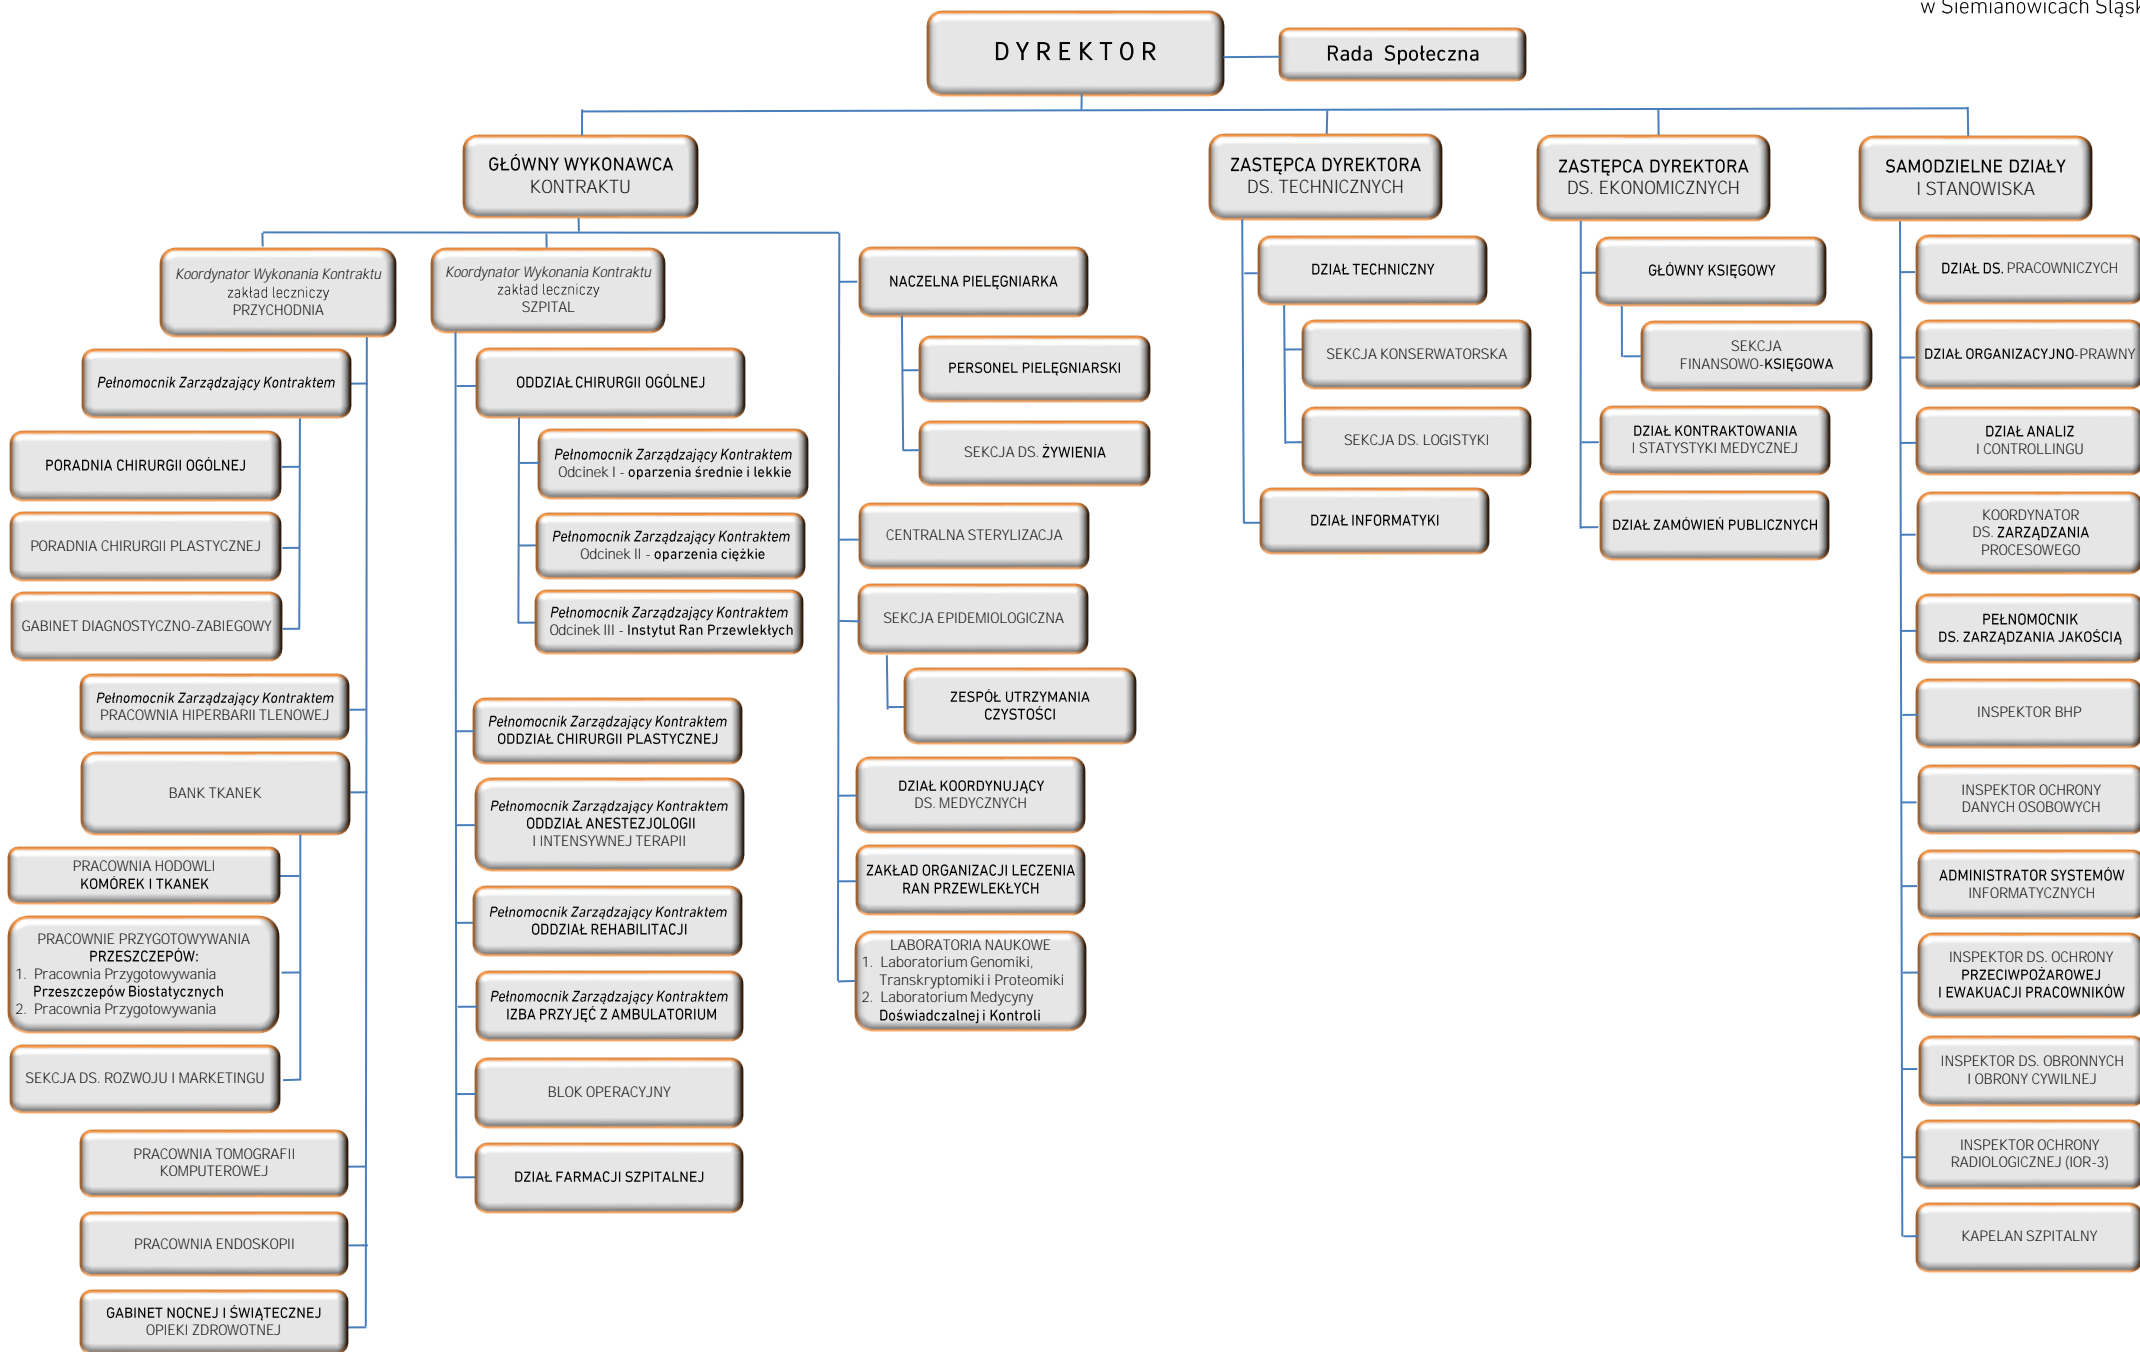 w Siemianowicach Śląsk
DYREKTOR
Rada Społeczna
GŁÓWNY WYKONAWCA
KONTRAKTU
ZASTĘPCA DYREKTORA
DS. TECHNICZNYCH
ZASTĘPCA DYREKTORA
DS. EKONOMICZNYCH
SAMODZIELNE DZIAŁY
I STANOWISKA
Koordynator Wykonania Kontraktu
zakład leczniczy
PRZYCHODNIA
Pełnomocnik Zarządzający Kontraktem
PORADNIA CHIRURGII OGÓLNEJ
PORADNIA CHIRURGII PLASTYCZNEJ
GABINET DIAGNOSTYCZNO-ZABIEGOWY
Pełnomocnik Zarządzający Kontraktem
PRACOWNIA HIPERBARII TLENOWEJ
BANK TKANEK
PRACOWNIA HODOWLI
KOMÓREK I TKANEK
PRACOWNIE PRZYGOTOWYWANIA
PRZESZCZEPÓW:
1. Pracownia Przygotowywania
Przeszczepów Biostatycznych
2. Pracownia Przygotowywania
SEKCJA DS. ROZWOJU I MARKETINGU
PRACOWNIA TOMOGRAFII
KOMPUTEROWEJ
PRACOWNIA ENDOSKOPII
GABINET NOCNEJ I ŚWIĄTECZNEJ
OPIEKI ZDROWOTNEJ
Koordynator Wykonania Kontraktu
zakład leczniczy
SZPITAL
ODDZIAŁ CHIRURGII OGÓLNEJ
Pełnomocnik Zarządzający Kontraktem
Odcinek I - oparzenia średnie i lekkie
Pełnomocnik Zarządzający Kontraktem
Odcinek II - oparzenia ciężkie
Pełnomocnik Zarządzający Kontraktem
Odcinek III - Instytut Ran Przewlekłych
Pełnomocnik Zarządzający Kontraktem
ODDZIAŁ CHIRURGII PLASTYCZNEJ
Pełnomocnik Zarządzający Kontraktem
ODDZIAŁ ANESTEZJOLOGII
I INTENSYWNEJ TERAPII
Pełnomocnik Zarządzający Kontraktem
ODDZIAŁ REHABILITACJI
Pełnomocnik Zarządzający Kontraktem
IZBA PRZYJĘĆ Z AMBULATORIUM
BLOK OPERACYJNY
DZIAŁ FARMACJI SZPITALNEJ
NACZELNA PIELĘGNIARKA
PERSONEL PIELĘGNIARSKI
SEKCJA DS. ŻYWIENIA
CENTRALNA STERYLIZACJA
SEKCJA EPIDEMIOLOGICZNA
ZESPÓŁ UTRZYMANIA
CZYSTOŚCI
DZIAŁ KOORDYNUJĄCY
DS. MEDYCZNYCH
ZAKŁAD ORGANIZACJI LECZENIA
RAN PRZEWLEKŁYCH
LABORATORIA NAUKOWE
1. Laboratorium Genomiki,
Transkryptomiki i Proteomiki
2. Laboratorium Medycyny
Doświadczalnej i Kontroli
DZIAŁ TECHNICZNY
SEKCJA KONSERWATORSKA
SEKCJA DS. LOGISTYKI
DZIAŁ INFORMATYKI
GŁÓWNY KSIĘGOWY
SEKCJA
FINANSOWO-KSIĘGOWA
DZIAŁ KONTRAKTOWANIA
I STATYSTYKI MEDYCZNEJ
DZIAŁ ZAMÓWIEŃ PUBLICZNYCH
DZIAŁ DS. PRACOWNICZYCH
DZIAŁ ORGANIZACYJNO-PRAWNY
DZIAŁ ANALIZ
I CONTROLLINGU
KOORDYNATOR
DS. ZARZĄDZANIA
PROCESOWEGO
PEŁNOMOCNIK
DS. ZARZĄDZANIA JAKOŚCIĄ
INSPEKTOR BHP
INSPEKTOR OCHRONY
DANYCH OSOBOWYCH
ADMINISTRATOR SYSTEMÓW
INFORMATYCZNYCH
INSPEKTOR DS. OCHRONY
PRZECIWPOŻAROWEJ
I EWAKUACJI PRACOWNIKÓW
INSPEKTOR DS. OBRONNYCH
I OBRONY CYWILNEJ
INSPEKTOR OCHRONY
RADIOLOGICZNEJ (IOR-3)
KAPELAN SZPITALNY